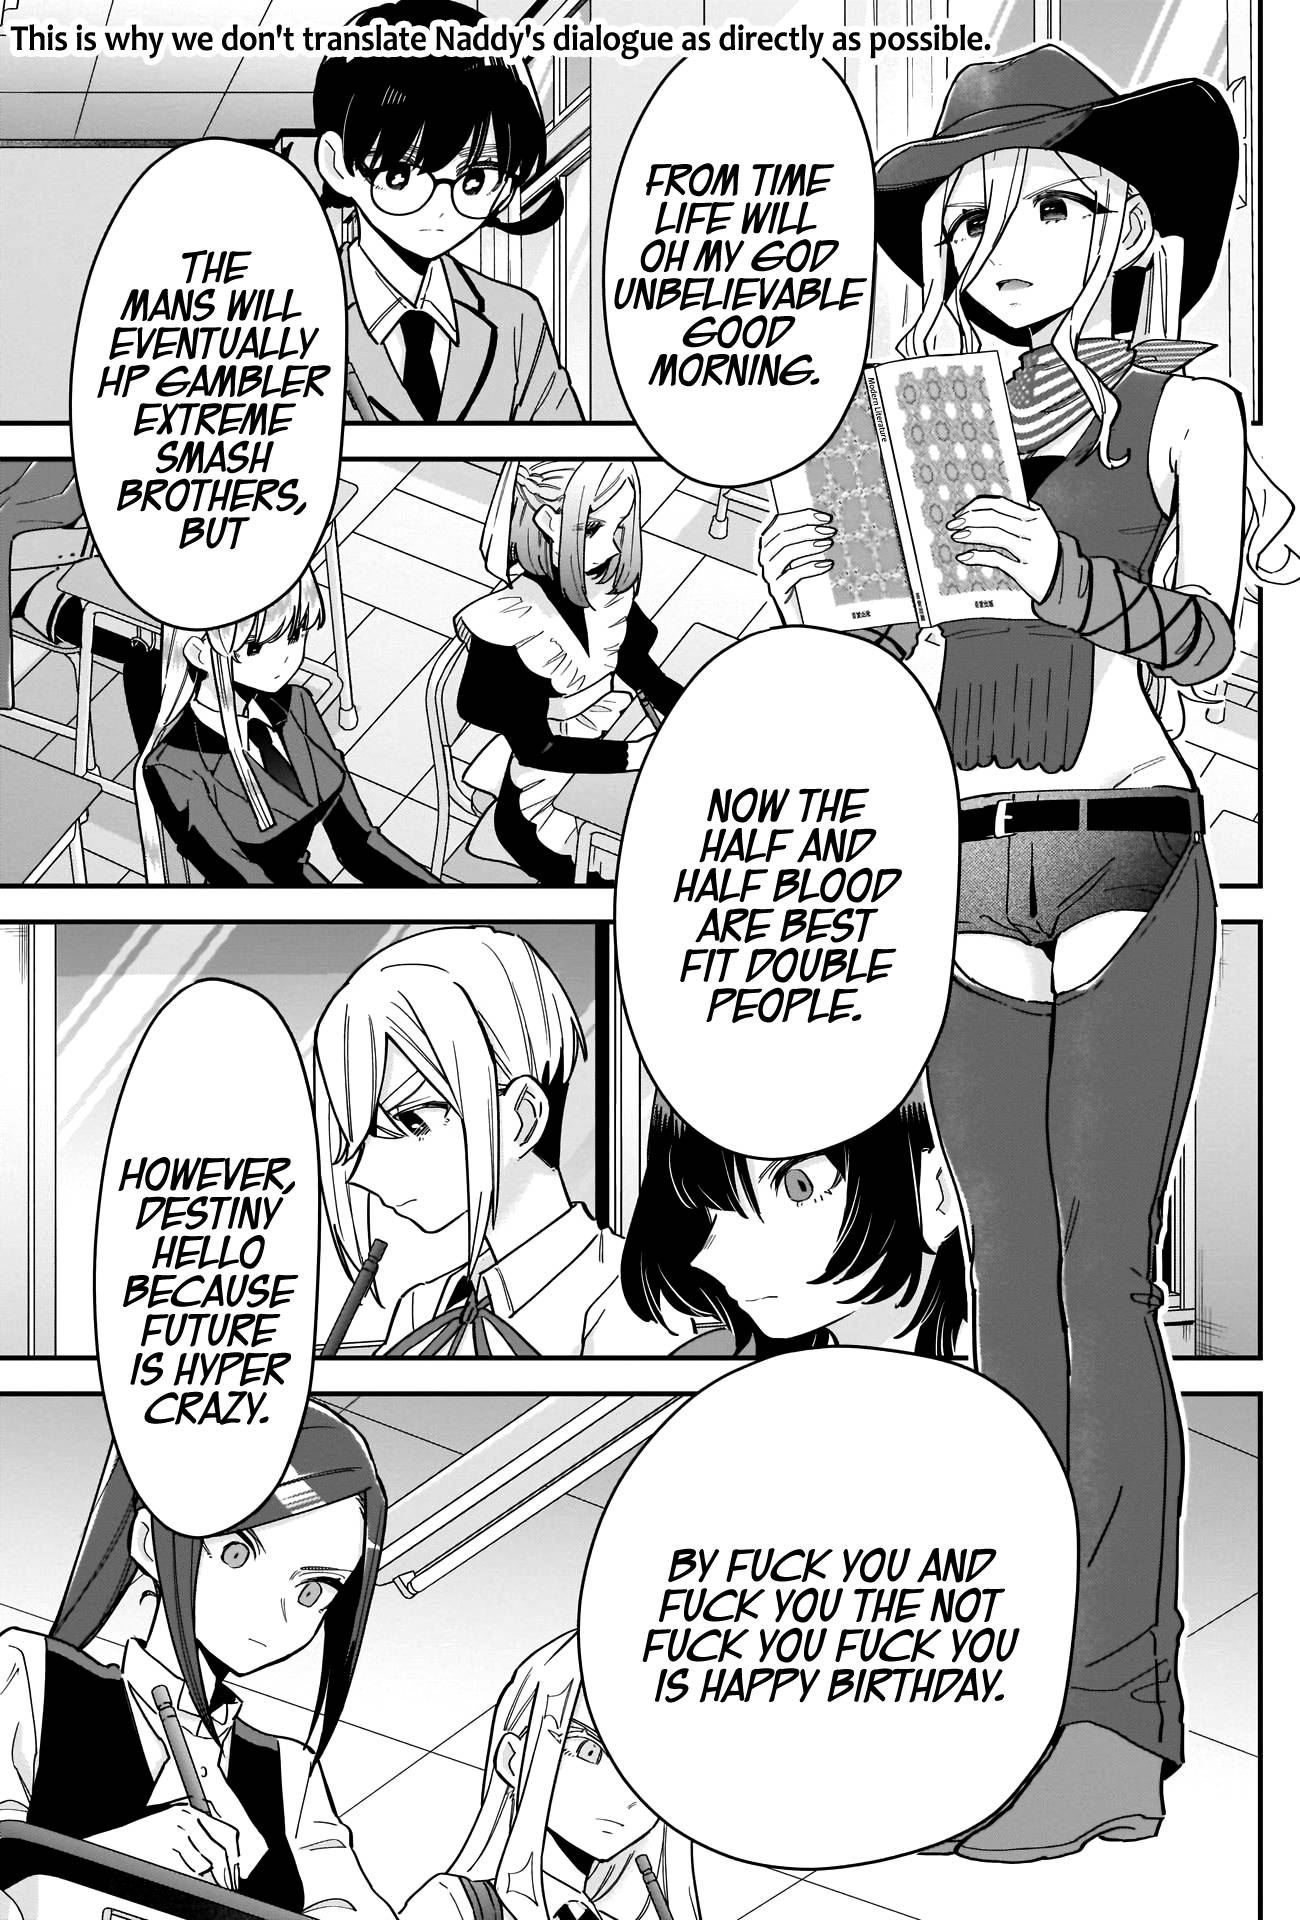 This is why we don't translate Naddy's dialogue as directly as possible.
FROM TIME
LIFE WILL
OH MY GOD
UNBELIEVABLE
GOOD
MORNING.
Modern Literature
THE
MANS WILL
EVENTUALLY
HP GAMBLER
EXTREME
SMASH
BROTHERS,
BUT
NOW THE
HALF AND
HALF BLOOD
ARE BEST
FIT DOUBLE
PEOPLE.
HOWEVER,
DESTINY
HELLO
BECAUSE
FUTURE
IS HYPER
CRAZY.
BY FUCK YOU AND
FUCK YOU THE NOT
FUCK YOU FUCK YOU
IS HAPPY BIRTHDAY.